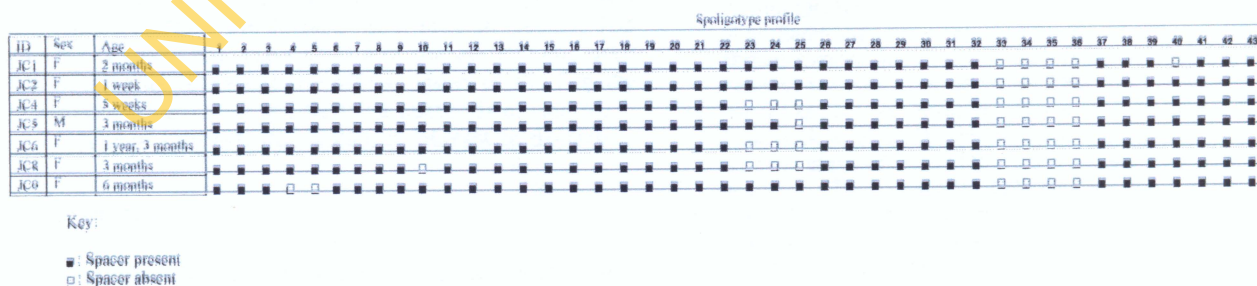 Spoligotype profile
ID Sex Age 1 2 3 4 5 6 7 8 9 10 11 12 13 14 15 16 17 18 19 20 21 22 23 24 25 26 27 28 29 30 31 32 33 34 35 36 37 38 39 40 41 42 43
JC1 F 2 months
JC2 F 1 week
JC4 F
JC5 M 3 months
JC6 F 1 year, 3 months
JC8 F 3 months
F 6 months
Key:
: Spacer present
: Spacer absent
UNI